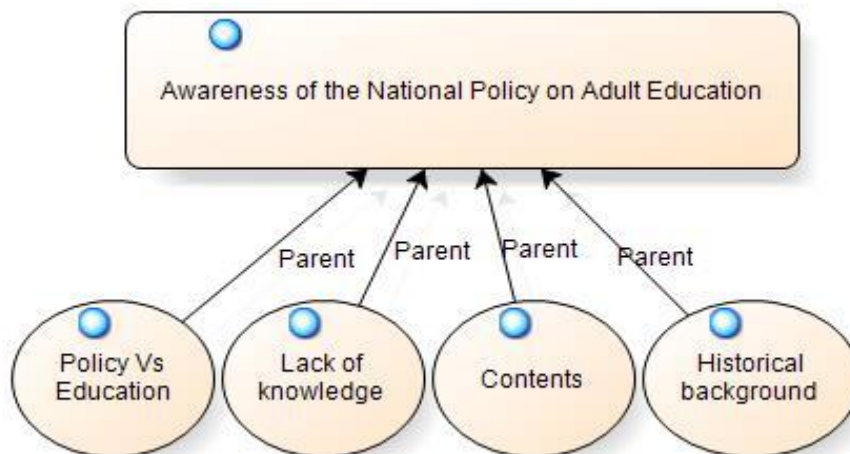 Awareness of the National Policy on Adult Education
Parent
Parent
Parent
Parent
Policy Vs
Education
Lack of
knowledge
Contents
Historical
background